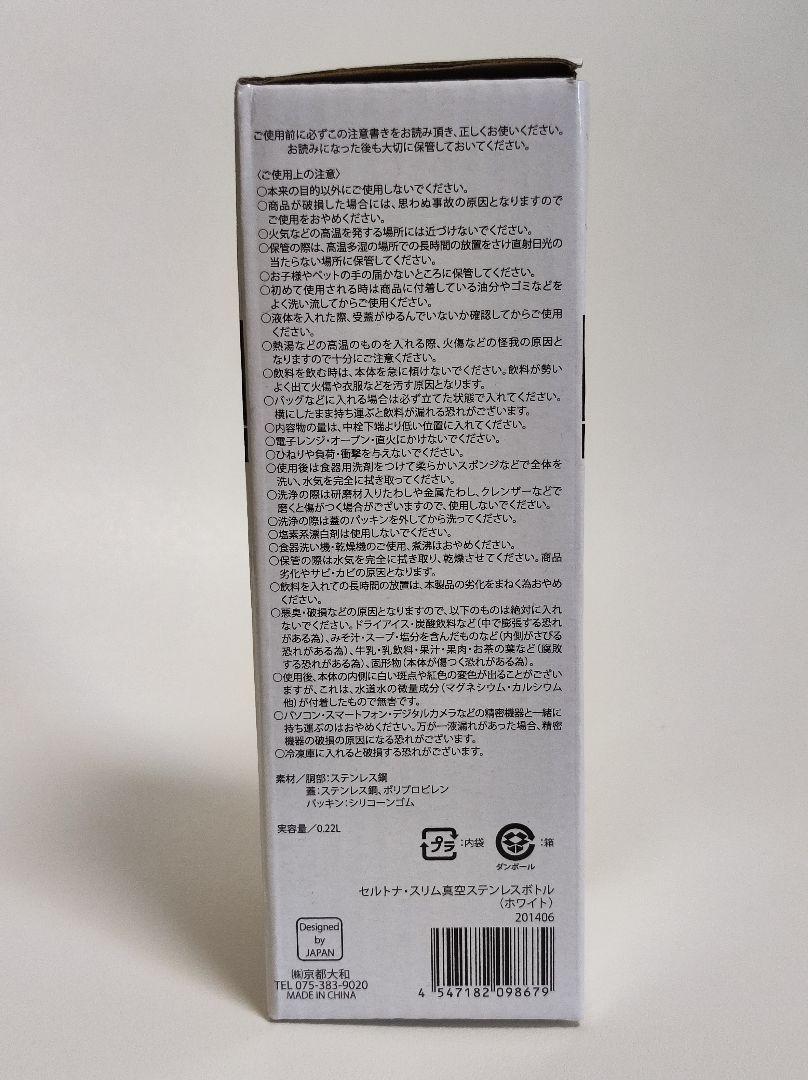 ご使用前に必ずこの注意書きをお読み頂き、正しくお使いください。
お読みになった後も大切に保管しておいてください。
〈ご使用上の注意〉
○本来の目的以外にご使用しないでください。
○商品が破損した場合には、思わぬ事故の原因となりますので
ご使用をおやめください。
○火気などの高温を発する場所には近づけないでください。
○保管の際は、高温多湿の場所での長時間の放置をさけ直射日光の
当たらない場所に保管してください。
○お子様やペットの手の届かないところに保管してください。
○初めて使用される時は商品に付着している油分やゴミなどを
よく洗い流してからご使用ください。
○液体を入れた際、受蓋がゆるんでいないか確認してからご使用
ください。
○熱湯などの高温のものを入れる際、火傷などの怪我の原因と
なりますので十分にご注意ください。
○飲料を飲む時は、本体を急に傾けないでください。飲料が勢い
よく出て火傷や衣服などを汚す原因となります。
○バッグなどに入れる場合は必ず立てた状態で入れてください。
横にしたまま持ち運ぶと飲料が漏れる恐れがございます。
○内容物の量は、中栓下端より低い位置に入れてください。
○電子レンジ・オーブン・直火にかけないでください。
○ひねりや負荷・衝撃を与えないでください。
○使用後は食器用洗剤をつけて柔らかいスポンジなどで全体を
洗い、水気を完全に拭き取ってください。
○洗浄の際は研磨材入りたわしや金属たわし、クレンザーなどで
磨くと傷がつく場合がございますので、使用しないでください。
○洗浄の際は蓋のパッキンを外してから洗ってください。
○塩素系漂白剤は使用しないでください。
○食器洗い機・乾燥機のご使用、煮沸はおやめください。
○保管の際は水気を完全に拭き取り、乾燥させてください。商品
劣化やサビ・カビの原因となります。
○飲料を入れての長時間の放置は、本製品の劣化をまねく為おやめ
ください。
○悪臭・破損などの原因となりますので、以下のものは絶対に入れ
ないでください。ドライアイス・炭酸飲料など(中で膨張する恐れ
がある為)、みそ汁・スープ・塩分を含んだものなど(内側がさびる
恐れがある為)、牛乳・乳飲料・果汁・果肉・お茶の葉など(腐敗
する恐れがある為)、固形物(本体が傷つく恐れがある為)。
○使用後、本体の内側に白い斑点や紅色の変色が出ることがござい
ますが、これは、水道水の微量成分(マグネシウム・カルシウム
他)が付着したもので無害です。
○パソコン・スマートフォン・デジタルカメラなどの精密機器と一緒に
持ち運ぶのはおやめください。万が一液漏れがあった場合、精密
機器の破損の原因になる恐れがございます。
○冷凍庫に入れると破損する恐れがございます。
素材／胴部:ステンレス鋼
蓋:ステンレス鋼、ポリプロピレン
パッキン:シリコーンゴム
実容量／0.22L
プラ :内袋
ダンボール :箱
セルトナ・スリム真空ステンレスボトル
(ホワイト)
201406
Designed
by
JAPAN
㈱京都大和
TEL 075-383-9020
MADE IN CHINA
4 547182 098679